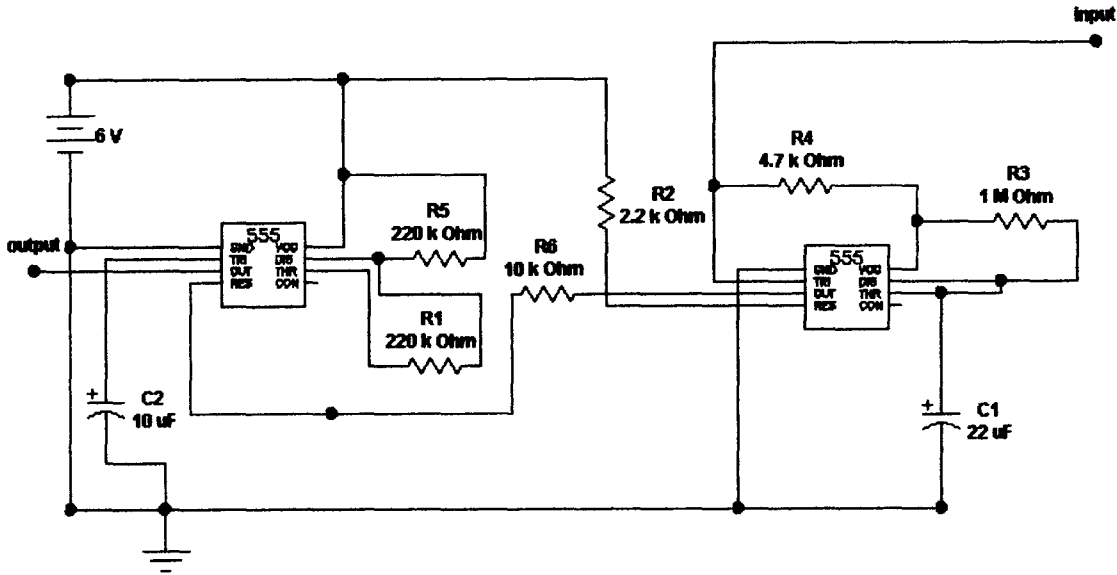 input
6 V
R4
4.7 k Ohm
R3
1 M Ohm
R2
2.2 k Ohm
R5
220 k Ohm
R6
10 k Ohm
output
555
GND VCC
TRI DIS
OUT THR
RES CON
555
GND VCC
TRI DIS
OUT THR
RES CON
R1
220 k Ohm
C2
10 uF
C1
22 uF